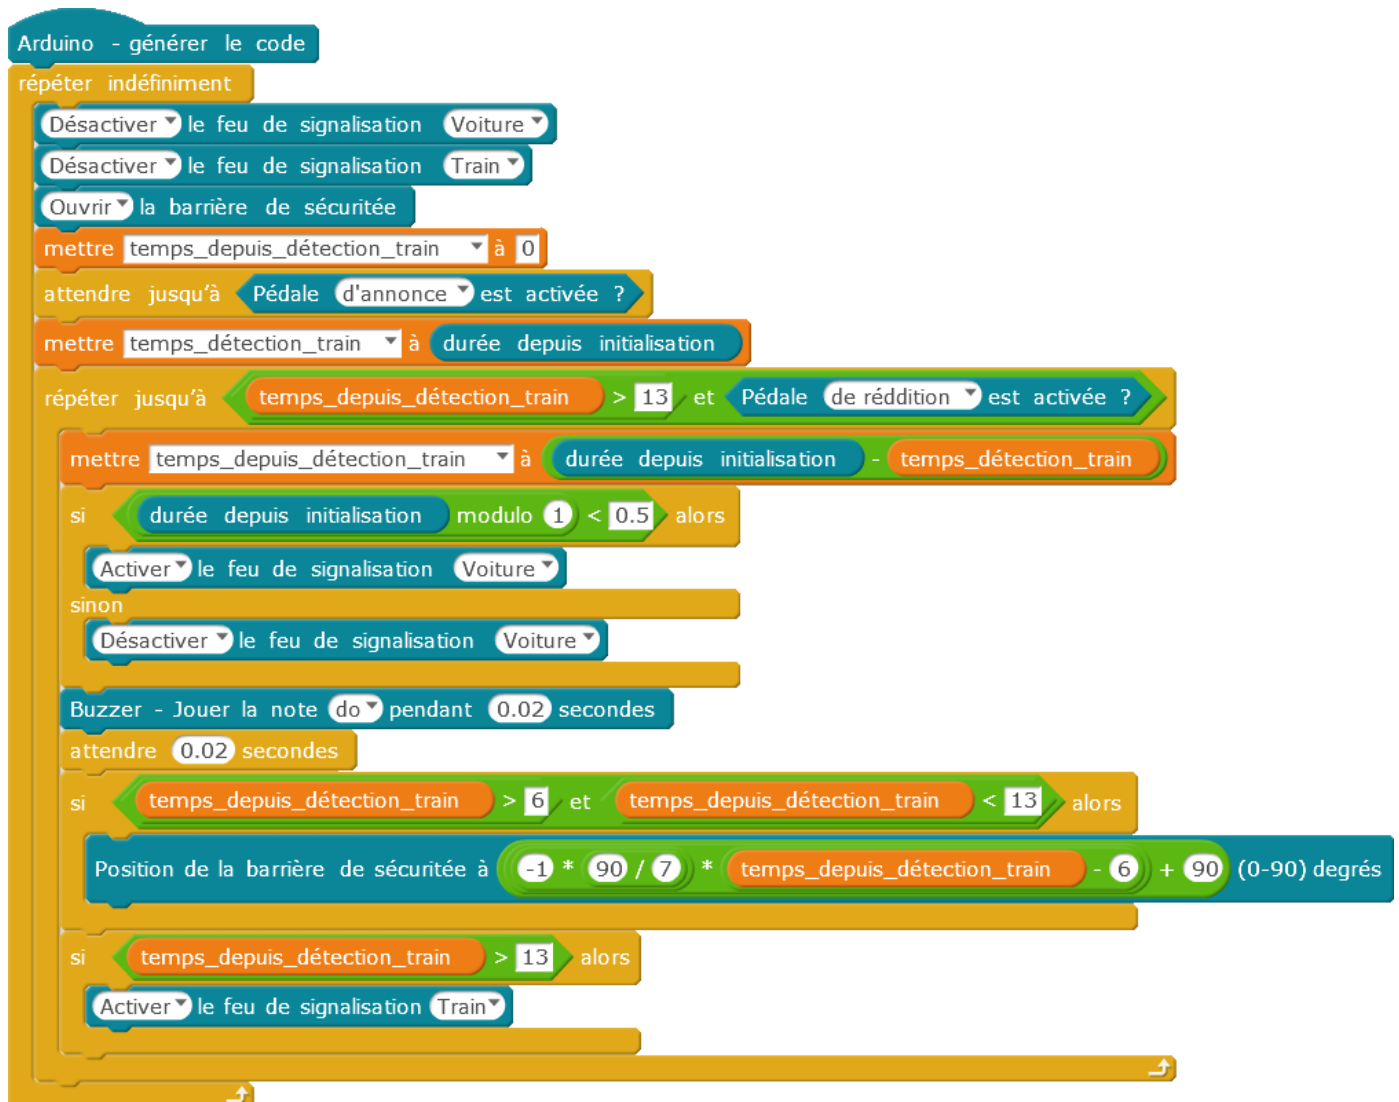 Arduino - générer le code
répéter indéfiniment
Désactiver le feu de signalisation Voiture
Désactiver le feu de signalisation Train
Ouvrir la barrière de sécuritée
mettre temps_depuis_détection_train à 0
attendre jusqu'à Pédale d'annonce est activée ?
mettre temps_détection_train à durée depuis initialisation
répéter jusqu'à temps_depuis_détection_train > 13 et Pédale de réddition est activée ?
mettre temps_depuis_détection_train à durée depuis initialisation - temps_détection_train
si durée depuis initialisation modulo 1 < 0.5 alors
Activer le feu de signalisation Voiture
sinon
Désactiver le feu de signalisation Voiture
Buzzer - Jouer la note do pendant 0.02 secondes
attendre 0.02 secondes
si temps_depuis_détection_train > 6 et temps_depuis_détection_train < 13 alors
Position de la barrière de sécuritée à -1 * 90 / 7 * temps_depuis_détection_train - 6 + 90 (0-90) degrés
si temps_depuis_détection_train > 13 alors
Activer le feu de signalisation Train